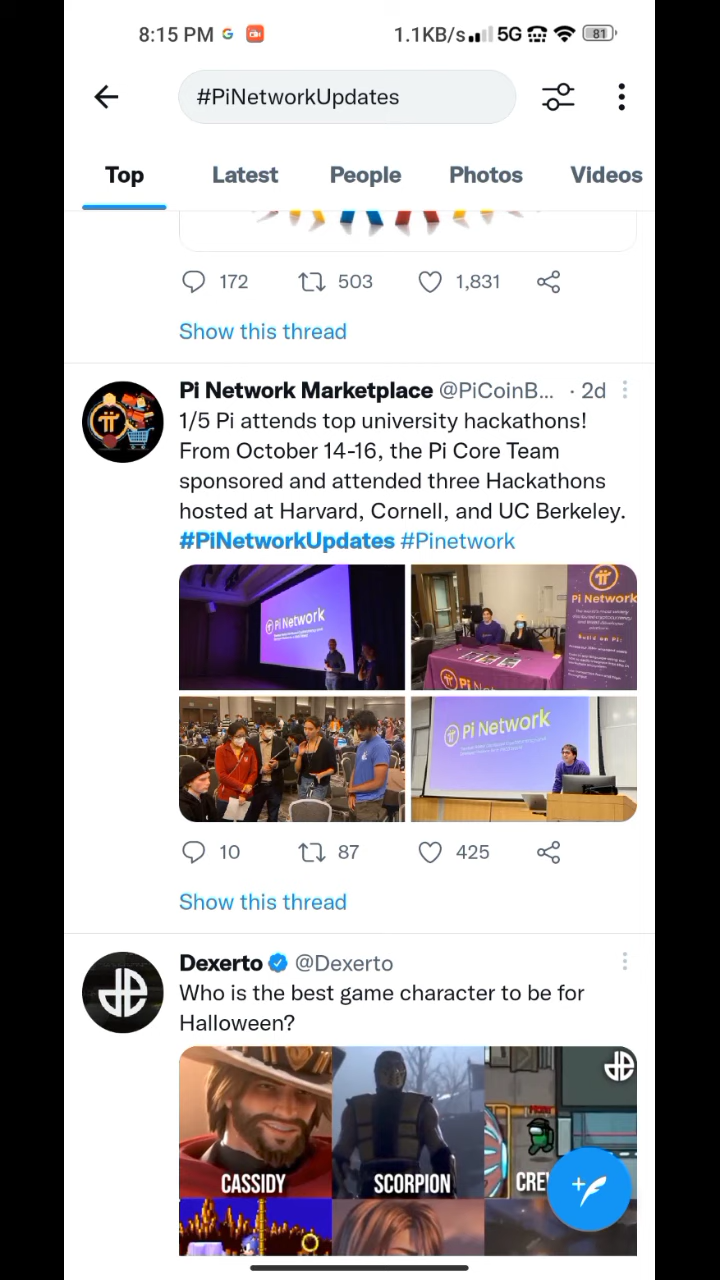 8:15 PM
1.1KB/s
5G
81
#PiNetworkUpdates
Top
Latest
People
Photos
Videos
172
503
1,831
Show this thread
Pi Network Marketplace @PiCoinB... · 2d
1/5 Pi attends top university hackathons!
From October 14-16, the Pi Core Team
sponsored and attended three Hackathons
hosted at Harvard, Cornell, and UC Berkeley.
#PiNetworkUpdates #Pinetwork
Pi Network
Pi Network
Build on Pi:
Pi
Pi Network
10
87
425
Show this thread
Dexerto @Dexerto
Who is the best game character to be for
Halloween?
CASSIDY
SCORPION